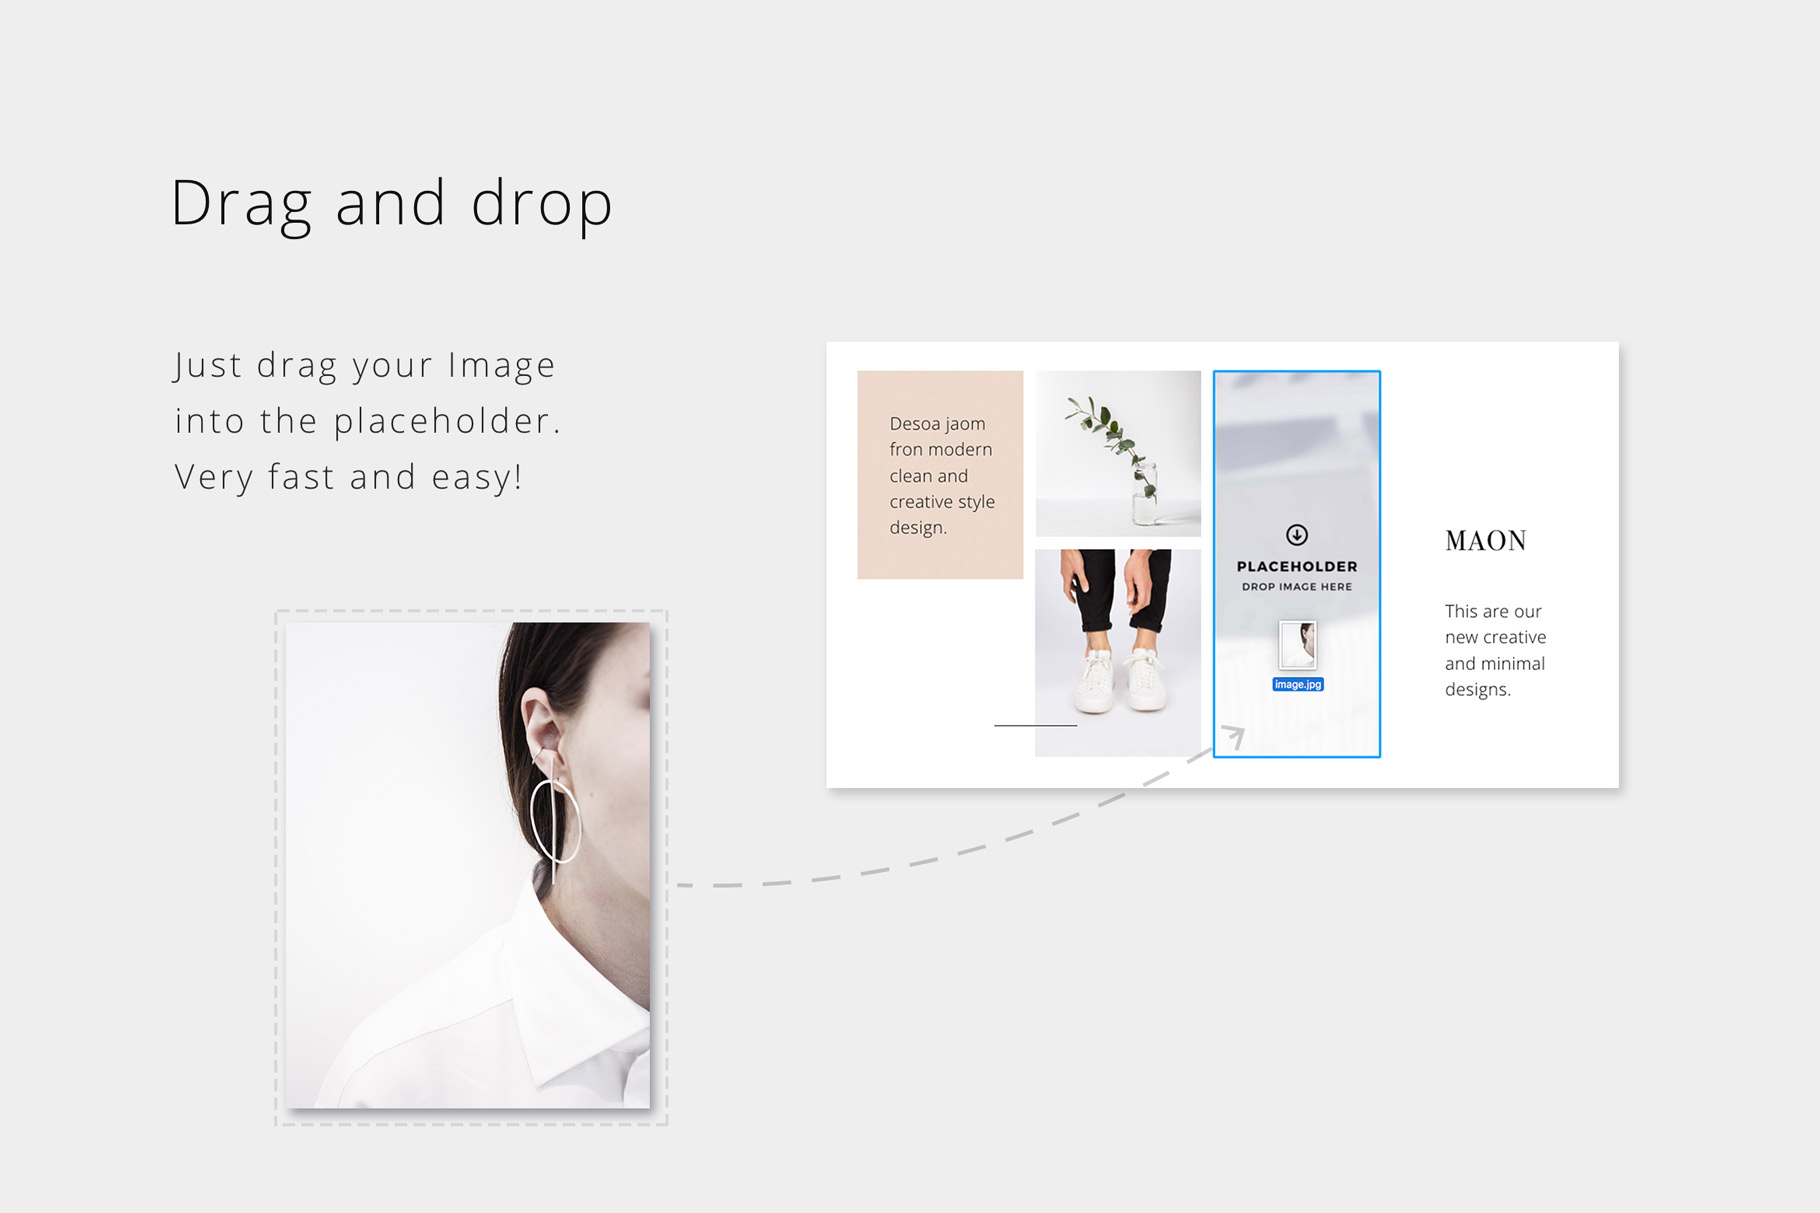 Drag and drop
Just drag your Image
into the placeholder.
Very fast and easy!
Desoa jaom
fron modern
clean and
creative style
design.
PLACEHOLDER
DROP IMAGE HERE
image.jpg
MAON
This are our
new creative
and minimal
designs.